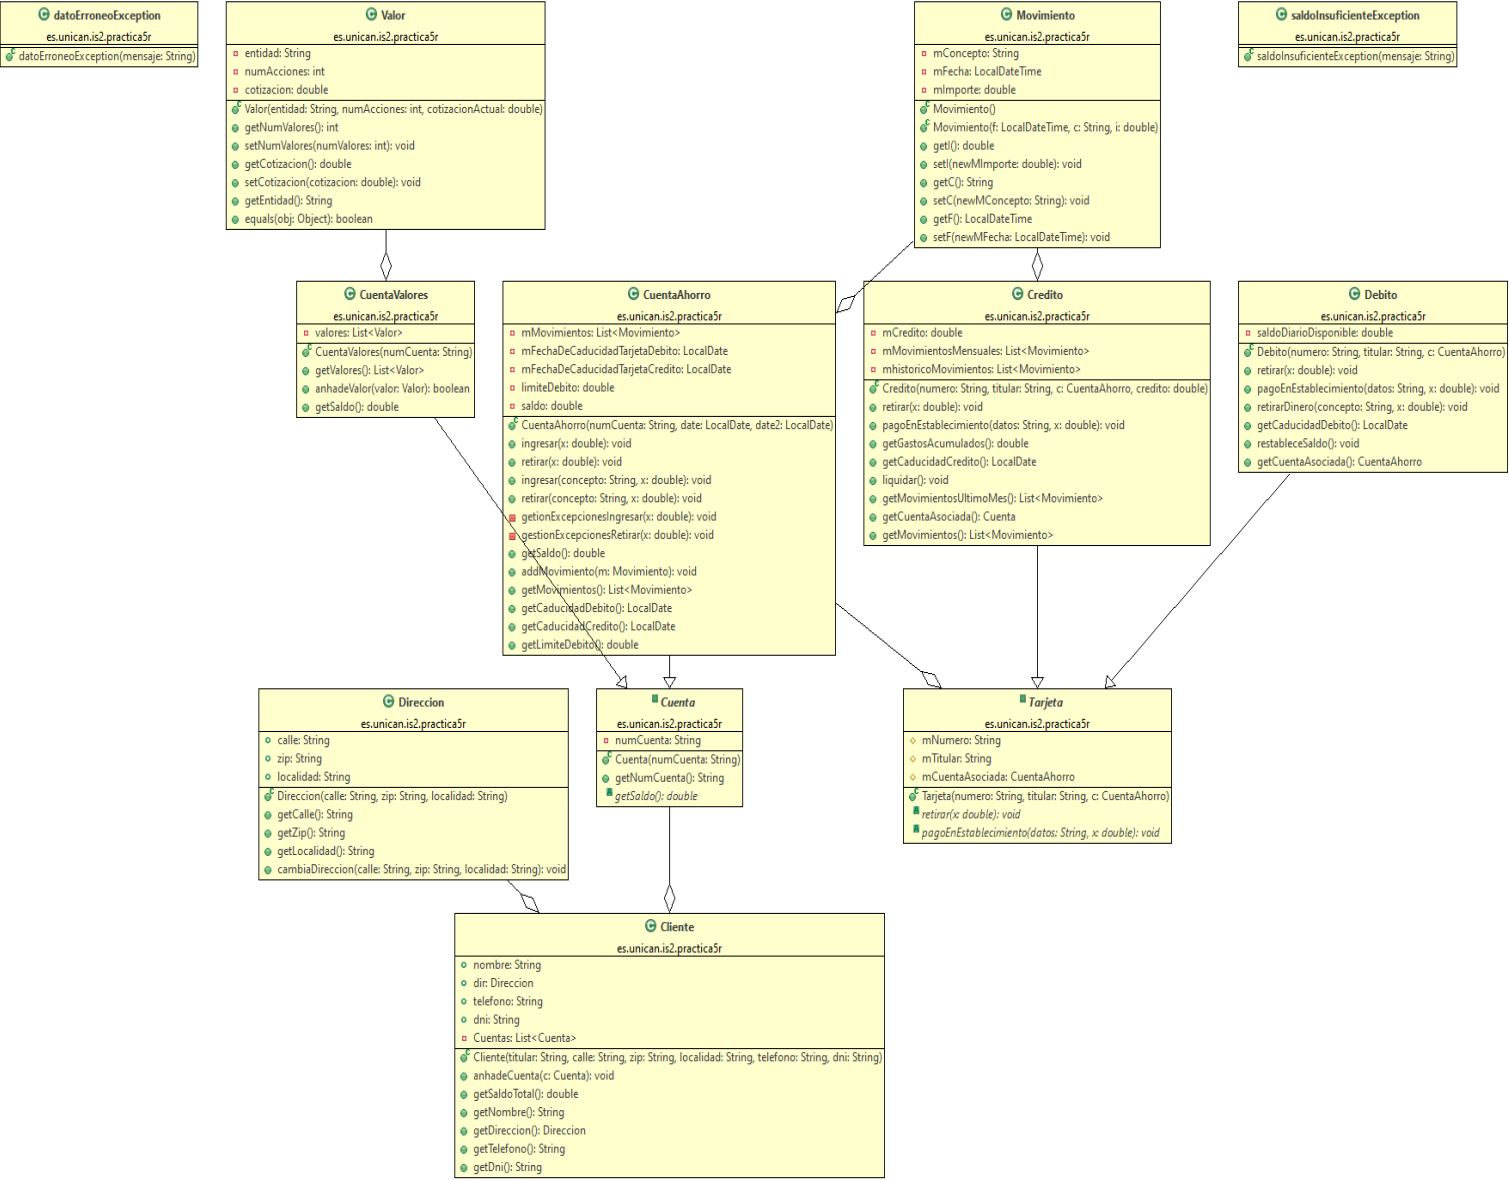 datoErroneoException
es.unican.is2.practica5r
datoErroneoException(mensaje: String)
Valor
es.unican.is2.practica5r
entidad: String
numAcciones: int
cotizacion: double
Valor(entidad: String, numAcciones: int, cotizacionActual: double)
getNumValores(): int
setNumValores(numValores: int): void
getCotizacion(): double
setCotizacion(cotizacion: double): void
getEntidad(): String
equals(obj: Object): boolean
Movimiento
es.unican.is2.practica5r
mConcepto: String
mFecha: LocalDateTime
mImporte: double
Movimiento()
Movimiento(f: LocalDateTime, c: String, i: double)
getI(): double
setI(newMImporte: double): void
getC(): String
setC(newMConcepto: String): void
getF(): LocalDateTime
setF(newMFecha: LocalDateTime): void
saldoInsuficienteException
es.unican.is2.practica5r
saldoInsuficienteException(mensaje: String)
CuentaValores
es.unican.is2.practica5r
valores: List<Valor>
CuentaValores(numCuenta: String)
getValores(): List<Valor>
anhadeValor(valor: Valor): boolean
getSaldo(): double
CuentaAhorro
es.unican.is2.practica5r
mMovimientos: List<Movimiento>
mFechaDeCaducidadTarjetaDebito: LocalDate
mFechaDeCaducidadTarjetaCredito: LocalDate
limiteDebito: double
saldo: double
CuentaAhorro(numCuenta: String, date: LocalDate, date2: LocalDate)
ingresar(x: double): void
retirar(x: double): void
ingresar(concepto: String, x: double): void
retirar(concepto: String, x: double): void
getionExcepcionesIngresar(x: double): void
gestionExcepcionesRetirar(x: double): void
getSaldo(): double
addMovimiento(m: Movimiento): void
getMovimientos(): List<Movimiento>
getCaducidadDebito(): LocalDate
getCaducidadCredito(): LocalDate
getLimiteDebito(): double
Credito
es.unican.is2.practica5r
mCredito: double
mMovimientosMensuales: List<Movimiento>
mhistoricoMovimientos: List<Movimiento>
Credito(numero: String, titular: String, c: CuentaAhorro, credito: double)
retirar(x: double): void
pagoEnEstablecimiento(datos: String, x: double): void
getGastosAcumulados(): double
getCaducidadCredito(): LocalDate
liquidar(): void
getMovimientosUltimoMes(): List<Movimiento>
getCuentaAsociada(): Cuenta
getMovimientos(): List<Movimiento>
Debito
es.unican.is2.practica5r
saldoDiarioDisponible: double
Debito(numero: String, titular: String, c: CuentaAhorro)
retirar(x: double): void
pagoEnEstablecimiento(datos: String, x: double): void
retirarDinero(concepto: String, x: double): void
getCaducidadDebito(): LocalDate
restableceSaldo(): void
getCuentaAsociada(): CuentaAhorro
Direccion
es.unican.is2.practica5r
calle: String
zip: String
localidad: String
Direccion(calle: String, zip: String, localidad: String)
getCalle(): String
getZip(): String
getLocalidad(): String
cambiaDireccion(calle: String, zip: String, localidad: String): void
Cuenta
es.unican.is2.practica5r
numCuenta: String
Cuenta(numCuenta: String)
getNumCuenta(): String
getSaldo(): double
Tarjeta
es.unican.is2.practica5r
mNumero: String
mTitular: String
mCuentaAsociada: CuentaAhorro
Tarjeta(numero: String, titular: String, c: CuentaAhorro)
retirar(x: double): void
pagoEnEstablecimiento(datos: String, x: double): void
Cliente
es.unican.is2.practica5r
nombre: String
dir: Direccion
telefono: String
dni: String
Cuentas: List<Cuenta>
Cliente(titular: String, calle: String, zip: String, localidad: String, telefono: String, dni: String)
anhadeCuenta(c: Cuenta): void
getSaldoTotal(): double
getNombre(): String
getDireccion(): Direccion
getTelefono(): String
getDni(): String